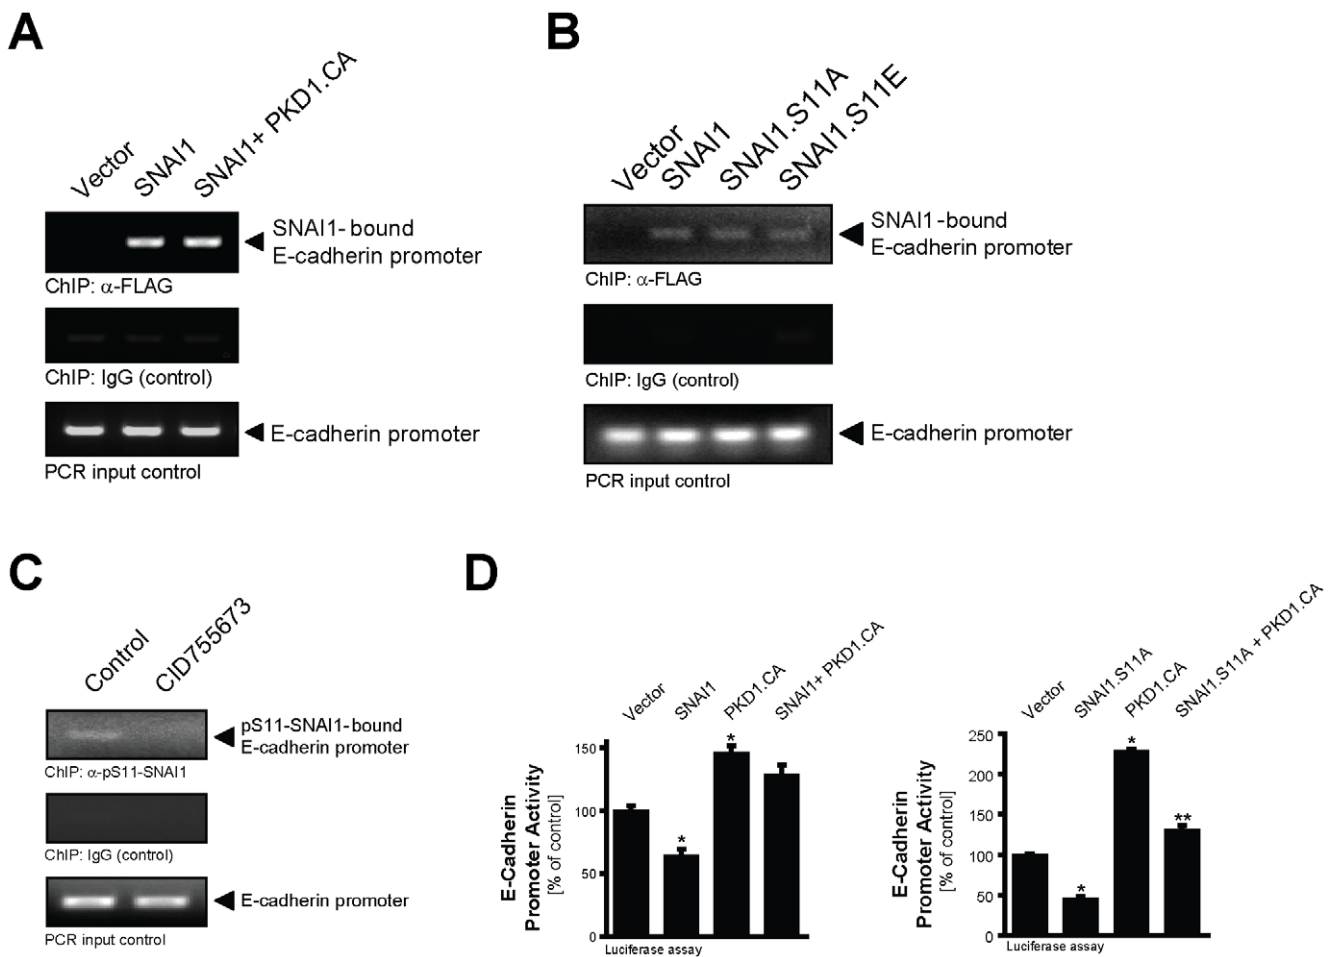 A
Vector
SNAI1
SNAI1+ PKD1.CA
SNAI1- bound
E-cadherin promoter
ChIP: α-FLAG
ChIP: IgG (control)
E-cadherin promoter
PCR input control
B
Vector
SNAI1
SNAI1.S11A
SNAI1.S11E
SNAI1-bound
E-cadherin promoter
ChIP: α-FLAG
ChIP: IgG (control)
E-cadherin promoter
PCR input control
C
Control
CID755673
pS11-SNAI1-bound
E-cadherin promoter
ChIP: α-pS11-SNAI1
ChIP: IgG (control)
E-cadherin promoter
PCR input control
D
Vector
SNAI1
PKD1.CA
SNAI1+ PKD1.CA
E-Cadherin
Promoter Activity
[% of control]
150
100
50
0
*
*
Luciferase assay
Vector
SNAI1.S11A
PKD1.CA
SNAI1.S11A + PKD1.CA
E-Cadherin
Promoter Activity
[% of control]
250
200
150
100
50
0
*
*
**
Luciferase assay